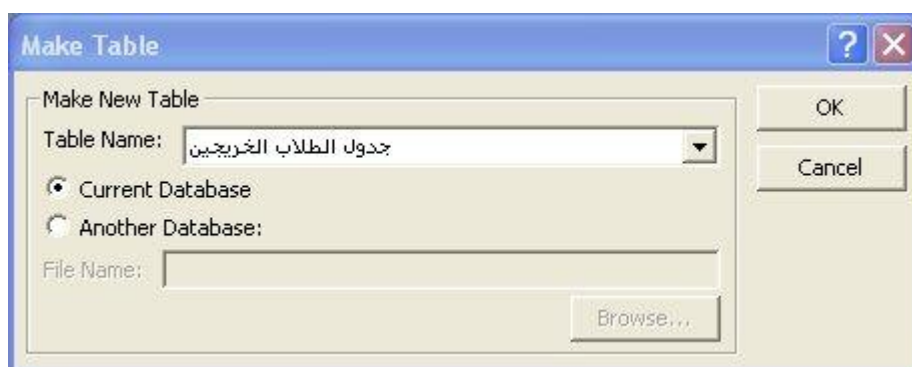 Make Table
Make New Table
OK
Table Name: جدول الطلاب الخريجين
Cancel
Current Database
Another Database:
File Name:
Browse...